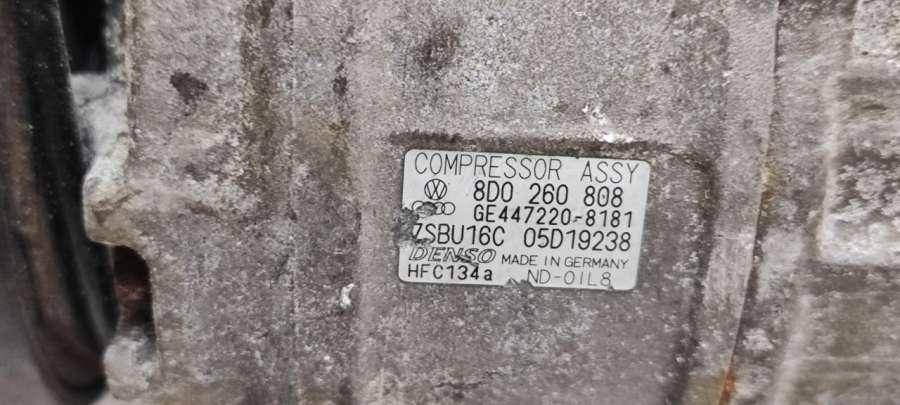 COMPRESSOR ASSY
8D0 260 808
GE447220-8181
7SBU16C 05D19238
DENSO MADE IN GERMANY
HFC134a ND-OIL8